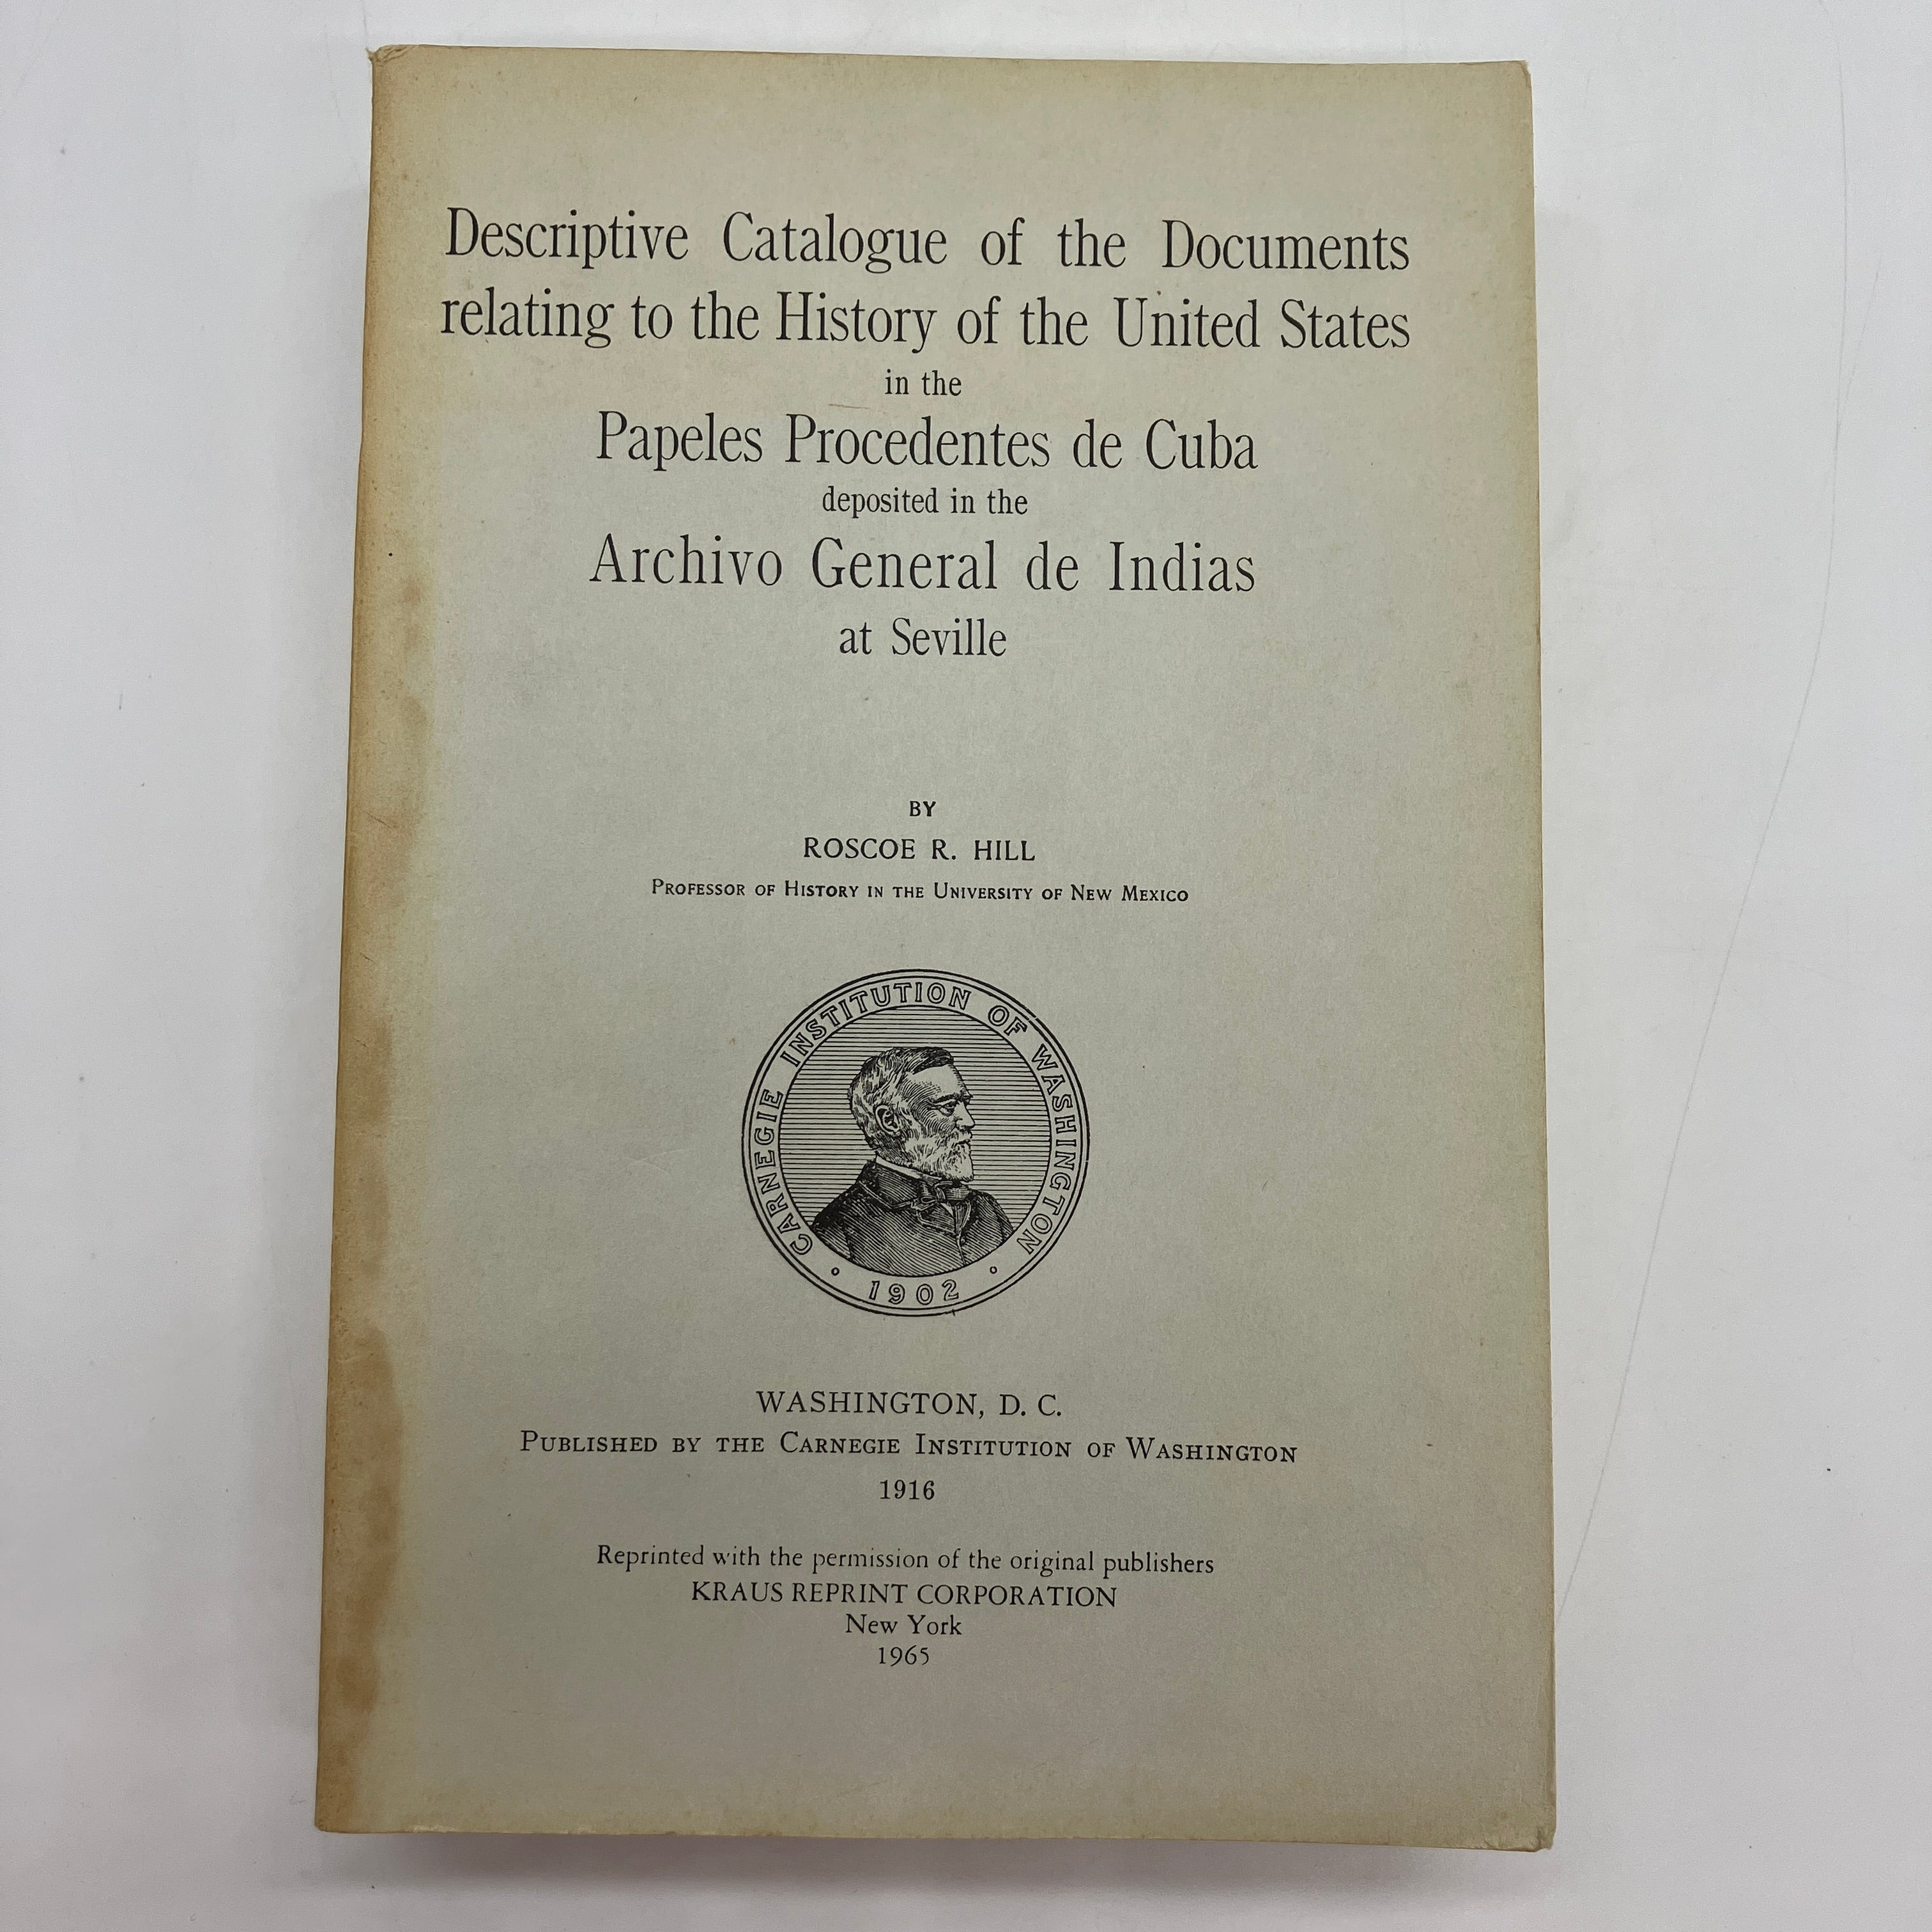 Descriptive Catalogue of the Documents
relating to the History of the United States
in the
Papeles Procedentes de Cuba
deposited in the
Archivo General de Indias
at Seville
BY
ROSCOE R. HILL
PROFESSOR OF HISTORY IN THE UNIVERSITY OF NEW MEXICO
CARNEGIE INSTITUTION OF WASHINGTON
1902
WASHINGTON, D. C.
PUBLISHED BY THE CARNEGIE INSTITUTION OF WASHINGTON
1916
Reprinted with the permission of the original publishers
KRAUS REPRINT CORPORATION
New York
1965